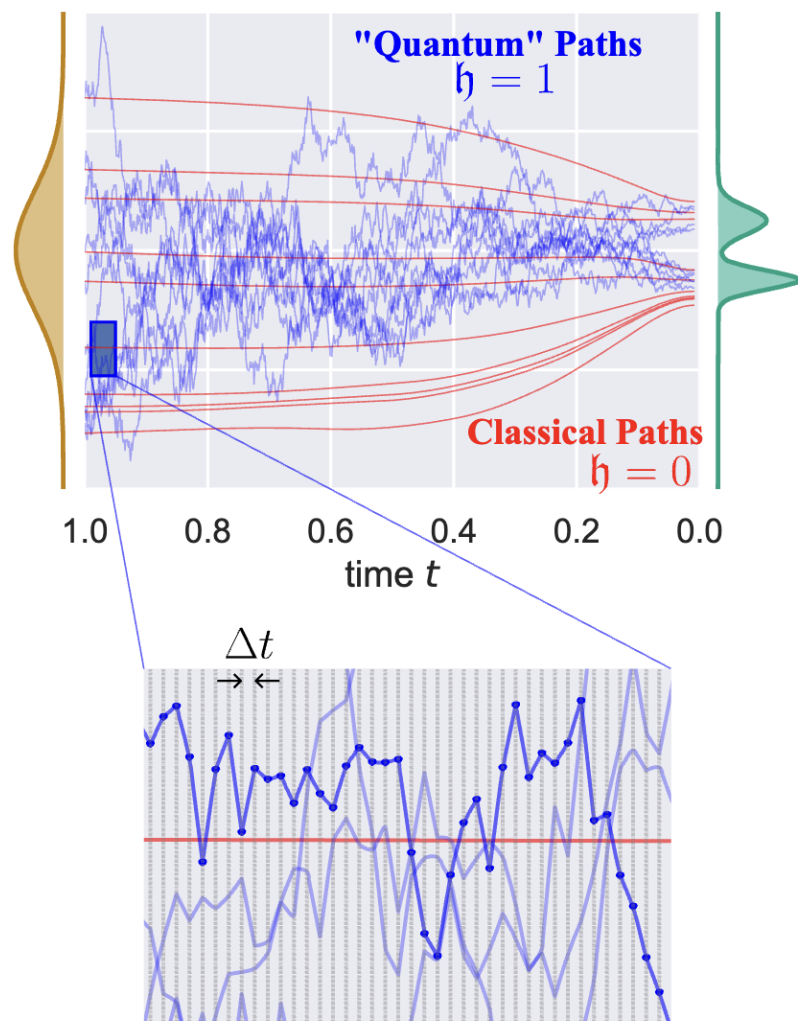 "Quantum" Paths
𝔥 = 1
Classical Paths
𝔥 = 0
1.0 0.8 0.6 0.4 0.2 0.0
time t
Δt